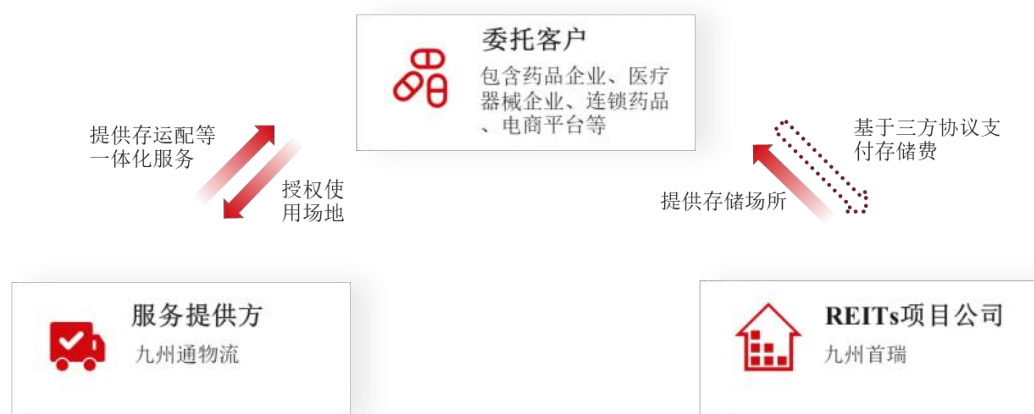 委托客户
包含药品企业、医疗
器械企业、连锁药品
、电商平台等
提供存运配等
一体化服务
授权使
用场地
基于三方协议支
付存储费
提供存储场所
服务提供方
九州通物流
REITs项目公司
九州首瑞